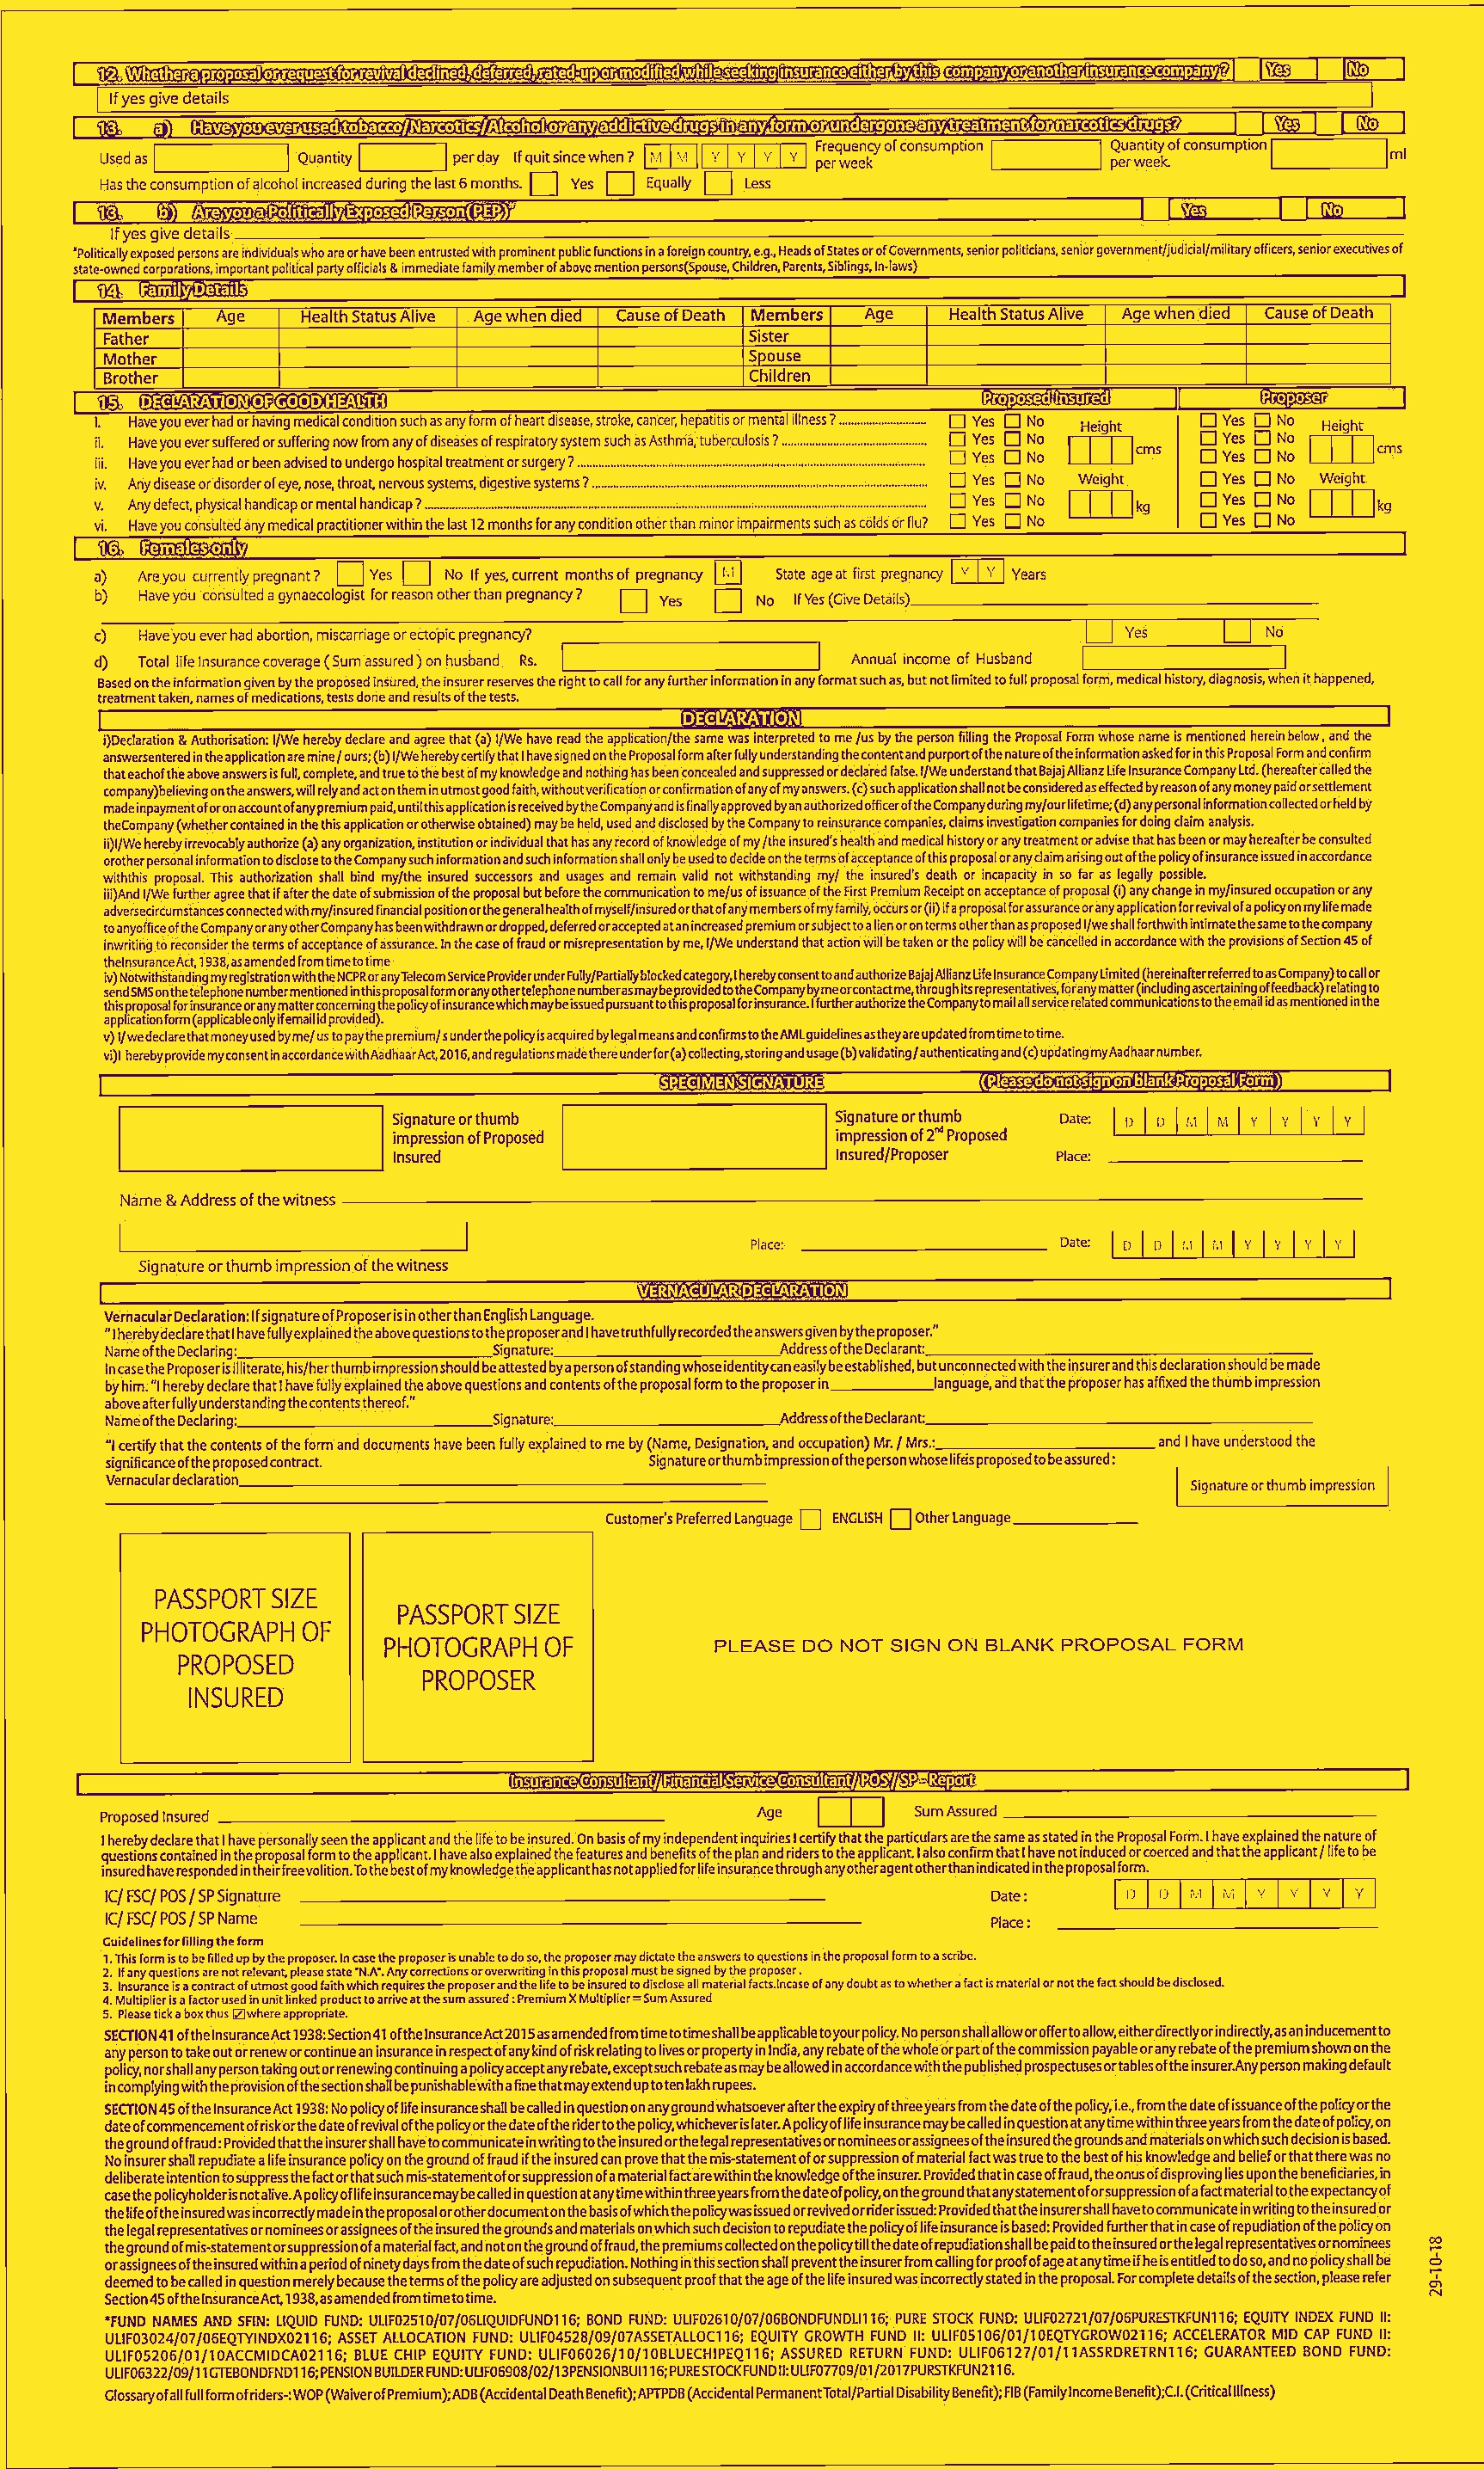 12. Whether a proposal or request for revival declined, deferred, rated-up or modified while seeking insurance either by this company or another insurance company? Yes No
If yes give details
13. a) Have you ever used tobacco/Narcotics/Alcohol or any addictive drugs in any form or undergone any treatment for narcotics drugs? Yes No
Used as Quantity per day If quit since when ? M M Y Y Y Y Frequency of consumption per week Quantity of consumption per week. ml
Has the consumption of alcohol increased during the last 6 months. Yes Equally Less
13. b) Are you a Politically Exposed Person (PEP)* Yes No
If yes give details:
*Politically exposed persons are individuals who are or have been entrusted with prominent public functions in a foreign country, e.g., Heads of States or of Governments, senior politicians, senior government/judicial/military officers, senior executives of
state-owned corporations, important political party officials & immediate family member of above mention persons(Spouse, Children, Parents, Siblings, In-laws)
14. Family Details
Members Age Health Status Alive Age when died Cause of Death Members Age Health Status Alive Age when died Cause of Death
Father Sister
Mother Spouse
Brother Children
15. DECLARATION OF GOOD HEALTH Proposed Insured Proposer
i. Have you ever had or having medical condition such as any form of heart disease, stroke, cancer, hepatitis or mental illness ? Yes No Height Yes No Height
ii. Have you ever suffered or suffering now from any of diseases of respiratory system such as Asthma, tuberculosis ? Yes No cms Yes No cms
iii. Have you ever had or been advised to undergo hospital treatment or surgery ? Yes No Yes No
iv. Any disease or disorder of eye, nose, throat, nervous systems, digestive systems ? Yes No Weight Yes No Weight
v. Any defect, physical handicap or mental handicap ? Yes No kg Yes No kg
vi. Have you consulted any medical practitioner within the last 12 months for any condition other than minor impairments such as colds or flu? Yes No Yes No
16. Females only
a) Are you currently pregnant ? Yes No If yes, current months of pregnancy M State age at first pregnancy Y Y Years
b) Have you consulted a gynaecologist for reason other than pregnancy ? Yes No If Yes (Give Details)
c) Have you ever had abortion, miscarriage or ectopic pregnancy? Yes No
d) Total life Insurance coverage ( Sum assured ) on husband Rs. Annual income of Husband
Based on the information given by the proposed insured, the insurer reserves the right to call for any further information in any format such as, but not limited to full proposal form, medical history, diagnosis, when it happened,
treatment taken, names of medications, tests done and results of the tests.
DECLARATION
i)Declaration & Authorisation: I/We hereby declare and agree that (a) I/We have read the application/the same was interpreted to me /us by the person filling the Proposal Form whose name is mentioned herein below, and the
answersentered in the application are mine / ours; (b) I/We hereby certify that I have signed on the Proposal form after fully understanding the content and purport of the nature of the information asked for in this Proposal Form and confirm
that eachof the above answers is full, complete, and true to the best of my knowledge and nothing has been concealed and suppressed or declared false. I/We understand that Bajaj Allianz Life Insurance Company Ltd. (hereafter called the
company)believing on the answers, will rely and act on them in utmost good faith, without verification or confirmation of any of my answers. (c) such application shall not be considered as effected by reason of any money paid or settlement
made inpayment of or on account of any premium paid, until this application is received by the Company and is finally approved by an authorized officer of the Company during my/our lifetime; (d) any personal information collected or held by
theCompany (whether contained in the this application or otherwise obtained) may be held, used and disclosed by the Company to reinsurance companies, claims investigation companies for doing claim analysis.
ii)I/We hereby irrevocably authorize (a) any organization, institution or individual that has any record of knowledge of my /the insured's health and medical history or any treatment or advise that has been or may hereafter be consulted
orother personal information to disclose to the Company such information and such information shall only be used to decide on the terms of acceptance of this proposal or any claim arising out of the policy of insurance issued in accordance
withthis proposal. This authorization shall bind my/the insured successors and usages and remain valid not withstanding my/ the insured's death or incapacity in so far as legally possible.
iii)And I/We further agree that if after the date of submission of the proposal but before the communication to me/us of issuance of the First Premium Receipt on acceptance of proposal (i) any change in my/insured occupation or any
adversecircumstances connected with my/insured financial position or the general health of myself/insured or that of any members of my family, occurs or (ii) if a proposal for assurance or any application for revival of a policy on my life made
to anyoffice of the Company or any other Company has been withdrawn or dropped, deferred or accepted at an increased premium or subject to a lien or on terms other than as proposed I/we shall forthwith intimate the same to the company
inwriting to reconsider the terms of acceptance of assurance. In the case of fraud or misrepresentation by me, I/We understand that action will be taken or the policy will be cancelled in accordance with the provisions of Section 45 of
theInsurance Act, 1938, as amended from time to time
iv) Notwithstanding my registration with the NCPR or any Telecom Service Provider under Fully/Partially blocked category, I hereby consent to and authorize Bajaj Allianz Life Insurance Company Limited (hereinafter referred to as Company) to call or
send SMS on the telephone number mentioned in this proposal form or any other telephone number as may be provided to the Company by me or contact me, through its representatives, for any matter (including ascertaining of feedback) relating to
this proposal for insurance or any matter concerning the policy of insurance which may be issued pursuant to this proposal for insurance. I further authorize the Company to mail all service related communications to the email id as mentioned in the
application form (applicable only if email id provided).
v) I/ we declare that money used by me/ us to pay the premium/ s under the policy is acquired by legal means and confirms to the AML guidelines as they are updated from time to time.
vi)I hereby provide my consent in accordance with Aadhaar Act, 2016, and regulations made there under for (a) collecting, storing and usage (b) validating / authenticating and (c) updating my Aadhaar number.
SPECIMEN SIGNATURE (Please do not sign on blank Proposal Form)
Signature or thumb impression of Proposed Insured
Signature or thumb impression of 2nd Proposed Insured/Proposer
Date: D D M M Y Y Y Y
Place:
Name & Address of the witness
Place: Date: D D M M Y Y Y Y
Signature or thumb impression of the witness
VERNACULAR DECLARATION
Vernacular Declaration: If signature of Proposer is in other than English Language.
"I hereby declare that I have fully explained the above questions to the proposer and I have truthfully recorded the answers given by the proposer."
Name of the Declaring: Signature: Address of the Declarant:
In case the Proposer is illiterate, his/her thumb impression should be attested by a person of standing whose identity can easily be established, but unconnected with the insurer and this declaration should be made
by him. "I hereby declare that I have fully explained the above questions and contents of the proposal form to the proposer in language, and that the proposer has affixed the thumb impression
above after fully understanding the contents thereof."
Name of the Declaring: Signature: Address of the Declarant:
"I certify that the contents of the form and documents have been fully explained to me by (Name, Designation, and occupation) Mr. / Mrs.: and I have understood the
significance of the proposed contract. Signature or thumb impression of the person whose life is proposed to be assured :
Vernacular declaration
Signature or thumb impression
Customer's Preferred Language ENGLISH Other Language
PASSPORT SIZE PHOTOGRAPH OF PROPOSED INSURED
PASSPORT SIZE PHOTOGRAPH OF PROPOSER
PLEASE DO NOT SIGN ON BLANK PROPOSAL FORM
Insurance Consultant/ Financial Service Consultant/ POS/ SP - Report
Proposed Insured Age Sum Assured
I hereby declare that I have personally seen the applicant and the life to be insured. On basis of my independent inquiries I certify that the particulars are the same as stated in the Proposal Form. I have explained the nature of
questions contained in the proposal form to the applicant. I have also explained the features and benefits of the plan and riders to the applicant. I also confirm that I have not induced or coerced and that the applicant / life to be
insured have responded in their free volition. To the best of my knowledge the applicant has not applied for life insurance through any other agent other than indicated in the proposal form.
IC/ FSC/ POS / SP Signature Date : D D M M Y Y Y Y
IC/ FSC/ POS / SP Name Place :
Guidelines for filling the form
1. This form is to be filled up by the proposer. In case the proposer is unable to do so, the proposer may dictate the answers to questions in the proposal form to a scribe.
2. If any questions are not relevant, please state "N.A". Any corrections or overwriting in this proposal must be signed by the proposer .
3. Insurance is a contract of utmost good faith which requires the proposer and the life to be insured to disclose all material facts.Incase of any doubt as to whether a fact is material or not the fact should be disclosed.
4. Multiplier is a factor used in unit linked product to arrive at the sum assured : Premium X Multiplier = Sum Assured
5. Please tick a box thus ☑ where appropriate.
SECTION 41 of the Insurance Act 1938: Section 41 of the Insurance Act 2015 as amended from time to time shall be applicable to your policy. No person shall allow or offer to allow, either directly or indirectly, as an inducement to
any person to take out or renew or continue an insurance in respect of any kind of risk relating to lives or property in India, any rebate of the whole or part of the commission payable or any rebate of the premium shown on the
policy, nor shall any person taking out or renewing continuing a policy accept any rebate, except such rebate as may be allowed in accordance with the published prospectuses or tables of the insurer.Any person making default
in complying with the provision of the section shall be punishable with a fine that may extend up to ten lakh rupees.
SECTION 45 of the Insurance Act 1938: No policy of life insurance shall be called in question on any ground whatsoever after the expiry of three years from the date of the policy, i.e., from the date of issuance of the policy or the
date of commencement of risk or the date of revival of the policy or the date of the rider to the policy, whichever is later. A policy of life insurance may be called in question at any time within three years from the date of policy, on
the ground of fraud : Provided that the insurer shall have to communicate in writing to the insured or the legal representatives or nominees or assignees of the insured the grounds and materials on which such decision is based.
No insurer shall repudiate a life insurance policy on the ground of fraud if the insured can prove that the mis-statement of or suppression of material fact was true to the best of his knowledge and belief or that there was no
deliberate intention to suppress the fact or that such mis-statement of or suppression of a material fact are within the knowledge of the insurer. Provided that in case of fraud, the onus of disproving lies upon the beneficiaries, in
case the policyholder is not alive. A policy of life insurance may be called in question at any time within three years from the date of policy, on the ground that any statement of or suppression of a fact material to the expectancy of
the life of the insured was incorrectly made in the proposal or other document on the basis of which the policy was issued or revived or rider issued: Provided that the insurer shall have to communicate in writing to the insured or
the legal representatives or nominees or assignees of the insured the grounds and materials on which such decision to repudiate the policy of life insurance is based: Provided further that in case of repudiation of the policy on
the ground of mis-statement or suppression of a material fact, and not on the ground of fraud, the premiums collected on the policy till the date of repudiation shall be paid to the insured or the legal representatives or nominees
or assignees of the insured within a period of ninety days from the date of such repudiation. Nothing in this section shall prevent the insurer from calling for proof of age at any time if he is entitled to do so, and no policy shall be
deemed to be called in question merely because the terms of the policy are adjusted on subsequent proof that the age of the life insured was incorrectly stated in the proposal. For complete details of the section, please refer
Section 45 of the Insurance Act, 1938, as amended from time to time.
*FUND NAMES AND SFIN: LIQUID FUND: ULIF02510/07/06LIQUIDFUND116; BOND FUND: ULIF02610/07/06BONDFUNDLI116; PURE STOCK FUND: ULIF02721/07/06PURESTKFUN116; EQUITY INDEX FUND II:
ULIF03024/07/06EQTYINDX02116; ASSET ALLOCATION FUND: ULIF04528/09/07ASSETALLOC116; EQUITY GROWTH FUND II: ULIF05106/01/10EQTYGROW02116; ACCELERATOR MID CAP FUND II:
ULIF05206/01/10ACCMIDCA02116; BLUE CHIP EQUITY FUND: ULIF06026/10/10BLUECHIPEQ116; ASSURED RETURN FUND: ULIF06127/01/11ASSRDRETRN116; GUARANTEED BOND FUND:
ULIF06322/09/11GTEBONDFND116; PENSION BUILDER FUND: ULIF06908/02/13PENSIONBUI116; PURE STOCK FUND II: ULIF07709/01/2017PURSTKFUN2116.
Glossary of all full form of riders-: WOP (Waiver of Premium); ADB (Accidental Death Benefit); APTPDB (Accidental Permanent Total/Partial Disability Benefit); FIB (Family Income Benefit);C.I. (Critical Illness)
29-10-18